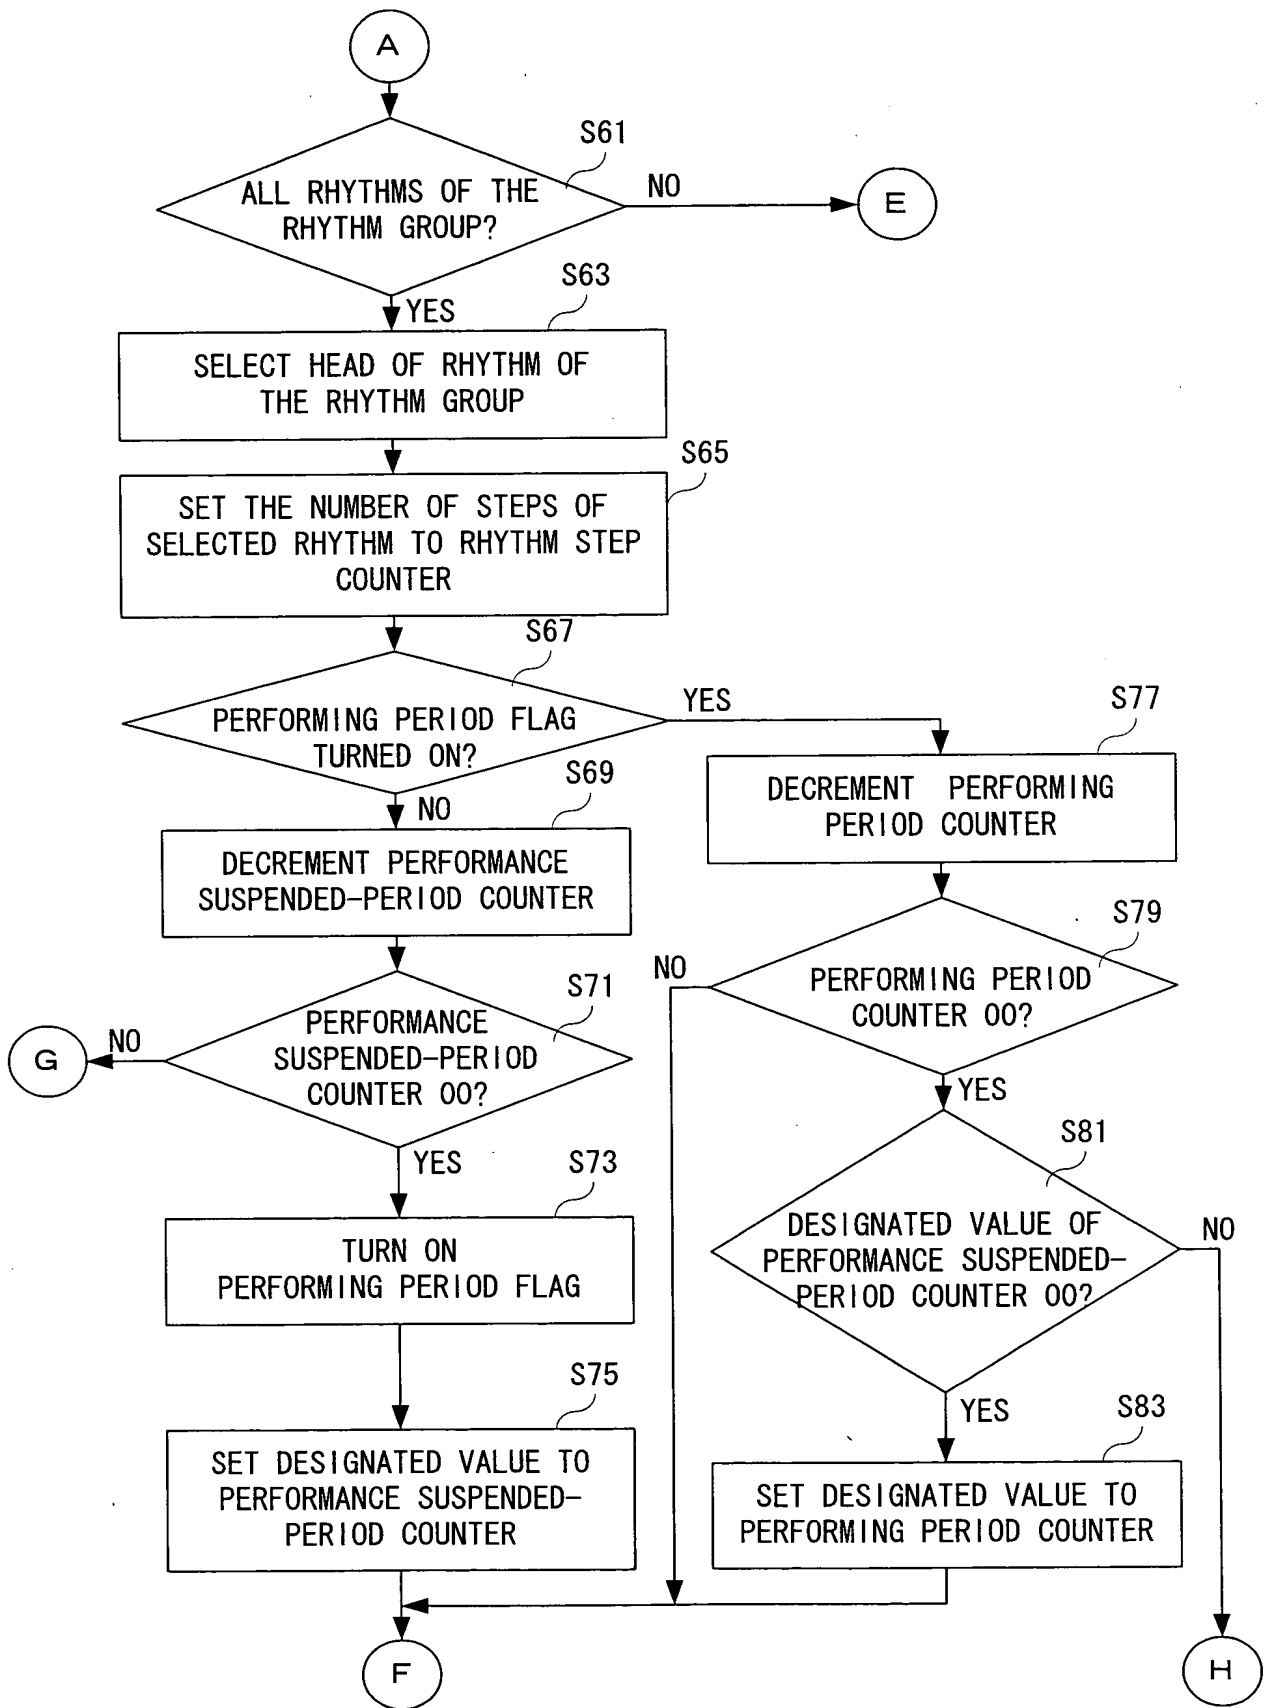 A
S61
ALL RHYTHMS OF THE
RHYTHM GROUP?
NO
E
YES
S63
SELECT HEAD OF RHYTHM OF
THE RHYTHM GROUP
S65
SET THE NUMBER OF STEPS OF
SELECTED RHYTHM TO RHYTHM STEP
COUNTER
S67
PERFORMING PERIOD FLAG
TURNED ON?
YES
NO
S69
DECREMENT PERFORMANCE
SUSPENDED-PERIOD COUNTER
S71
PERFORMANCE
SUSPENDED-PERIOD
COUNTER 00?
NO
G
YES
S73
TURN ON
PERFORMING PERIOD FLAG
S75
SET DESIGNATED VALUE TO
PERFORMANCE SUSPENDED-
PERIOD COUNTER
F
S77
DECREMENT PERFORMING
PERIOD COUNTER
S79
PERFORMING PERIOD
COUNTER 00?
NO
YES
S81
DESIGNATED VALUE OF
PERFORMANCE SUSPENDED-
PERIOD COUNTER 00?
NO
YES
S83
SET DESIGNATED VALUE TO
PERFORMING PERIOD COUNTER
H